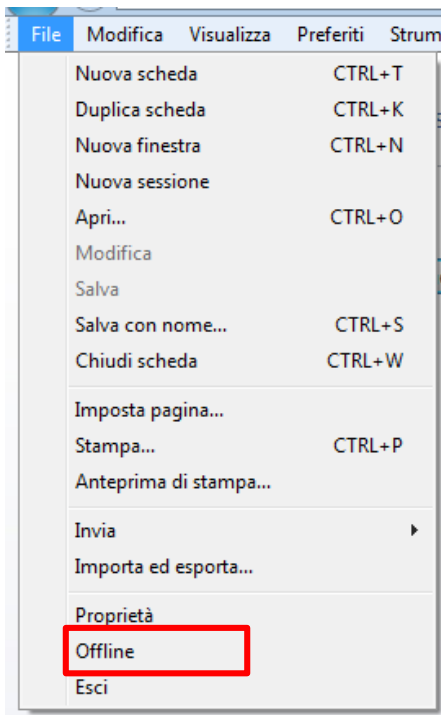 File Modifica Visualizza Preferiti Strum
Nuova scheda CTRL+T
Duplica scheda CTRL+K
Nuova finestra CTRL+N
Nuova sessione
Apri... CTRL+O
Modifica
Salva
Salva con nome... CTRL+S
Chiudi scheda CTRL+W
Imposta pagina...
Stampa... CTRL+P
Anteprima di stampa...
Invia
Importa ed esporta...
Proprietà
Offline
Esci